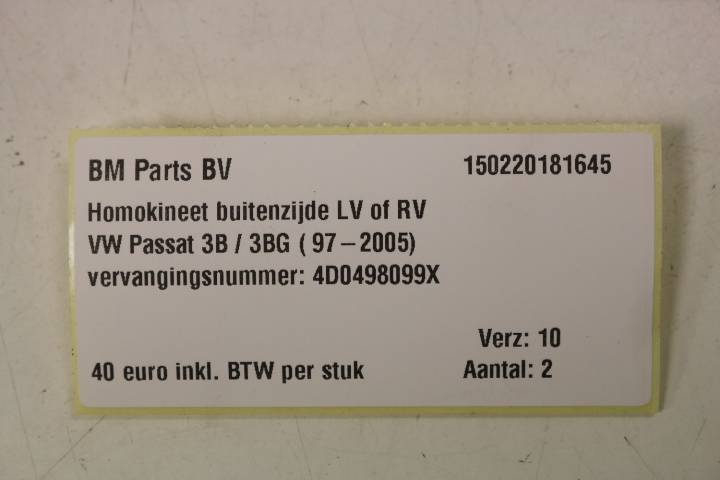 BM Parts BV 150220181645
Homokineet buitenzijde LV of RV
VW Passat 3B / 3BG ( 97–2005)
vervangingsnummer: 4D0498099X
Verz: 10
40 euro inkl. BTW per stuk Aantal: 2